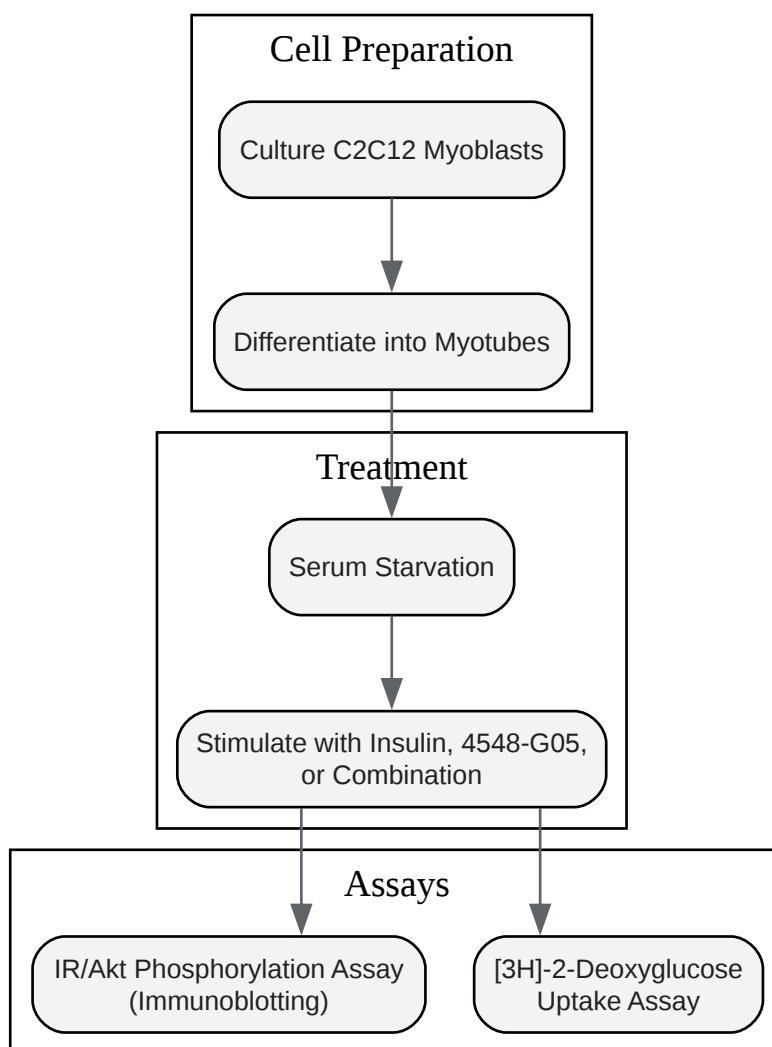 Cell Preparation
Culture C2C12 Myoblasts
Differentiate into Myotubes
Treatment
Serum Starvation
Stimulate with Insulin, 4548-G05,
or Combination
Assays
IR/Akt Phosphorylation Assay
(Immunoblotting)
[3H]-2-Deoxyglucose
Uptake Assay